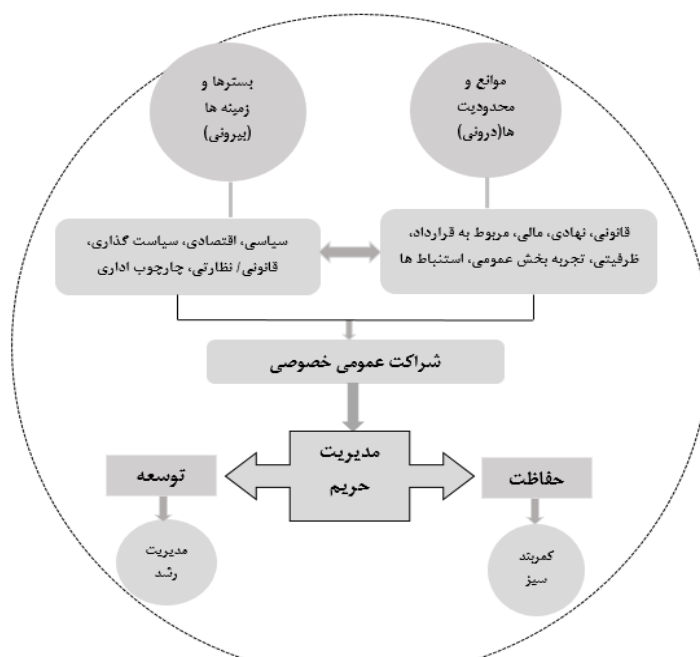 موانع و
محدودیت
ها(درونی)
بسترها و
زمینه ها
(بیرونی)
قانونی، نهادی، مالی، مربوط به قرارداد،
ظرفیتی، تجربه بخش عمومی، استنباط ها
سیاسی، اقتصادی، سیاست گذاری،
قانونی/ نظارتی، چارچوب اداری
شراکت عمومی خصوصی
مدیریت
حریم
حفاظت
توسعه
کمربند
سبز
مدیریت
رشد